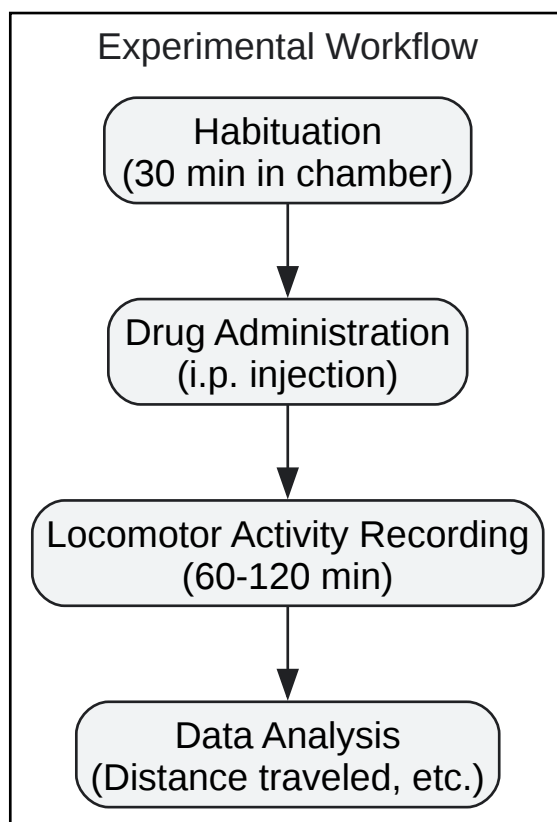 Experimental Workflow
Habituation
(30 min in chamber)
Drug Administration
(i.p. injection)
Locomotor Activity Recording
(60-120 min)
Data Analysis
(Distance traveled, etc.)